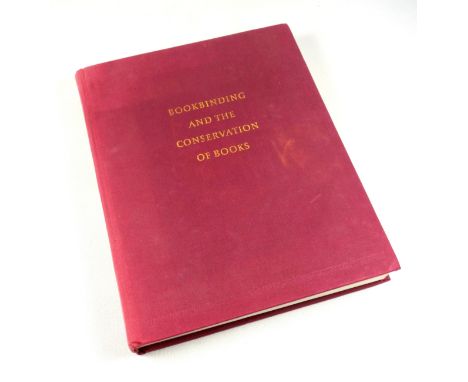 BOOKBINDING
AND THE
CONSERVATION
OF BOOKS